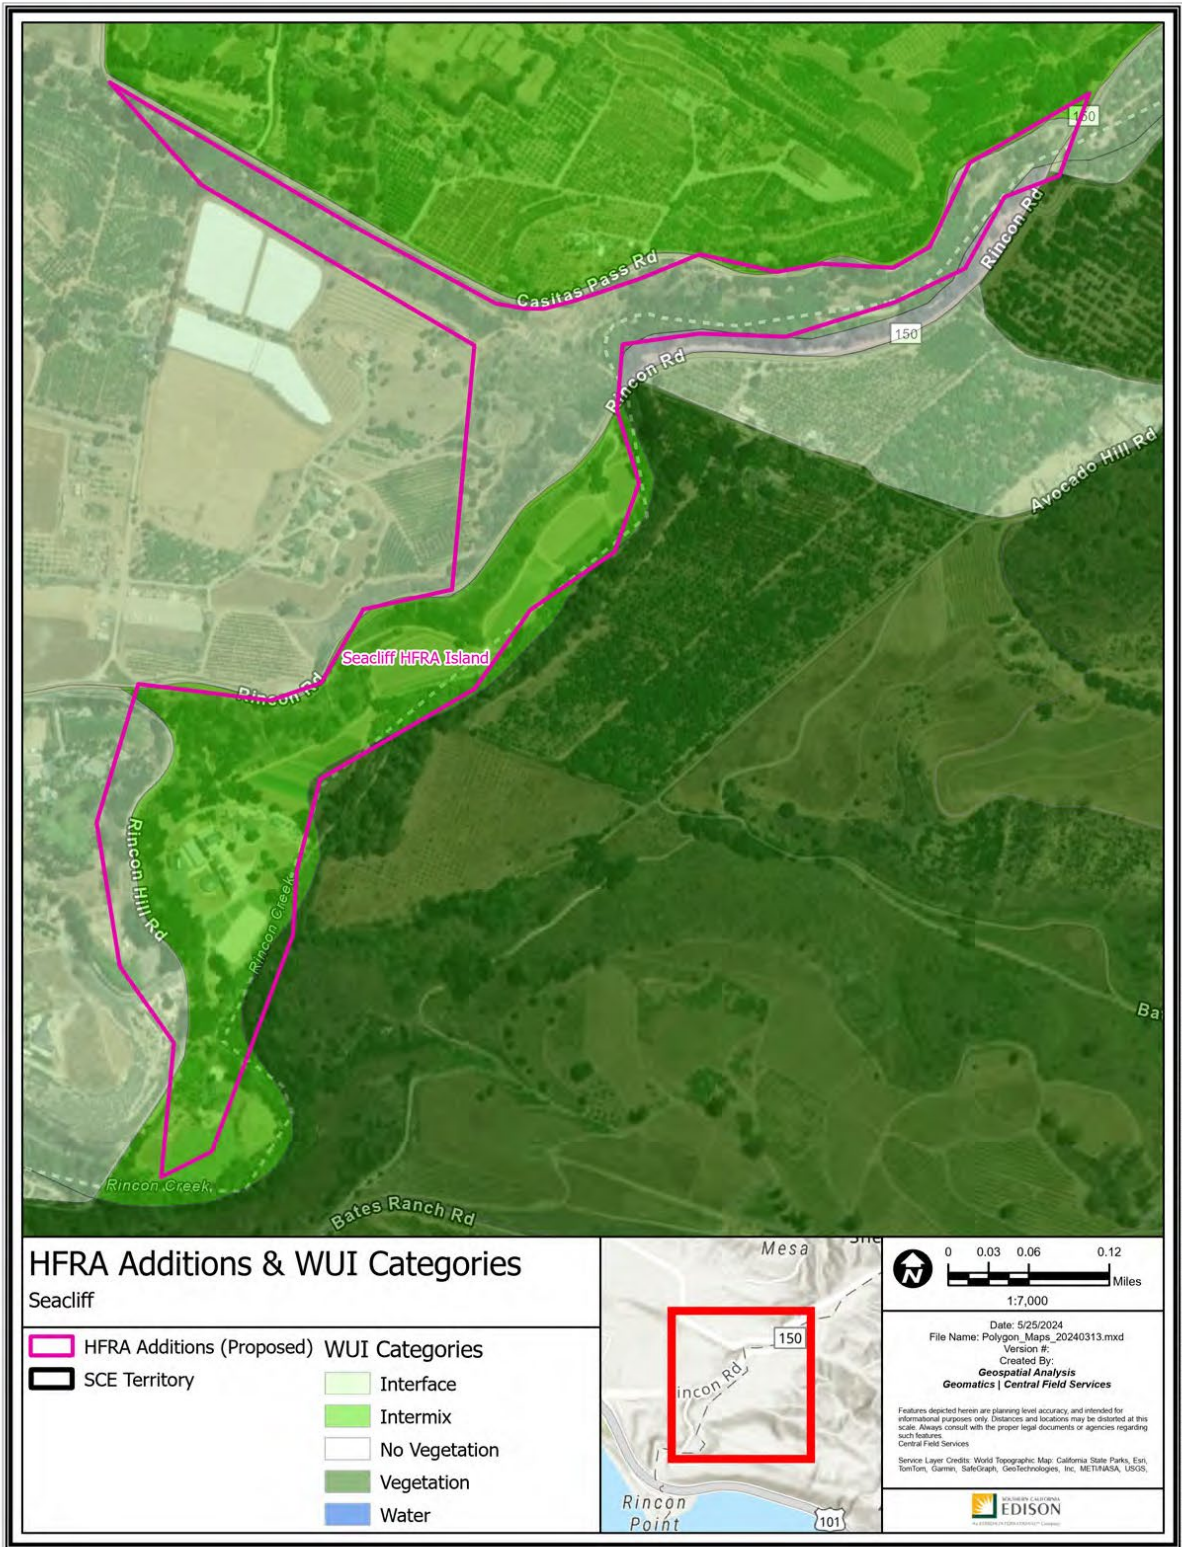 150
Casitas Pass Rd
Rincon Rd
150
Rincon Rd
Avocado Hill Rd
Seacliff HFRA Island
Rincon Rd
Rincon Hill Rd
Rincon Creek
Rincon Creek
Bates Ranch Rd
HFRA Additions & WUI Categories
Seacliff
HFRA Additions (Proposed)
SCE Territory
WUI Categories
Interface
Intermix
No Vegetation
Vegetation
Water
Mesa
150
incon Rd
Rincon
Point
101
N
0 0.03 0.06 0.12
Miles
1:7,000
Date: 5/25/2024
File Name: Polygon_Maps_20240313.mxd
Version #:
Created By:
Geospatial Analysis
Geomatics | Central Field Services
Features depicted herein are planning level accuracy, and intended for
informational purposes only. Distances and locations may be distorted at this
scale. Always consult with the proper legal documents or agencies regarding
such features.
Central Field Services
Service Layer Credits: World Topographic Map: California State Parks, Esri,
TomTom, Garmin, SafeGraph, GeoTechnologies, Inc, METI/NASA, USGS,
SOUTHERN CALIFORNIA
EDISON
An EDISON INTERNATIONAL® Company